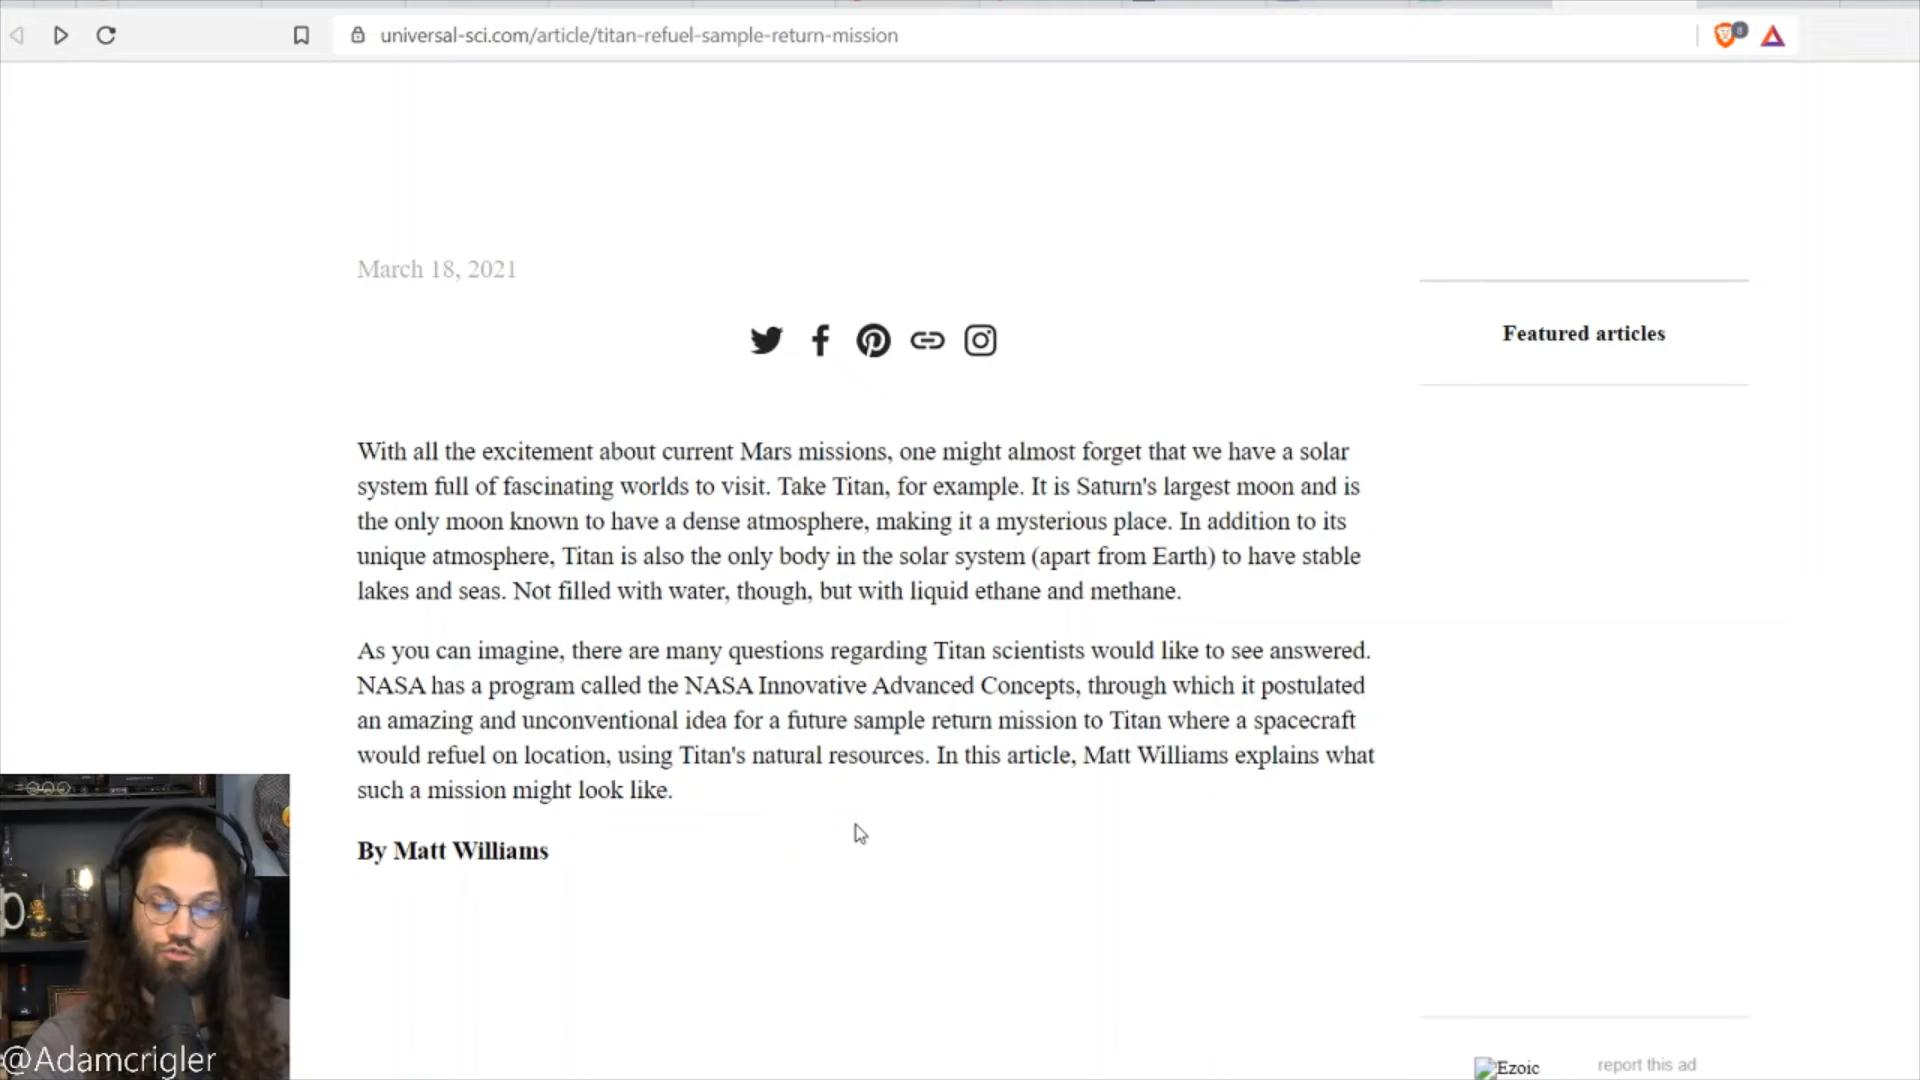 universal-sci.com/article/titan-refuel-sample-return-mission
8
March 18, 2021
Featured articles
With all the excitement about current Mars missions, one might almost forget that we have a solar
system full of fascinating worlds to visit. Take Titan, for example. It is Saturn's largest moon and is
the only moon known to have a dense atmosphere, making it a mysterious place. In addition to its
unique atmosphere, Titan is also the only body in the solar system (apart from Earth) to have stable
lakes and seas. Not filled with water, though, but with liquid ethane and methane.
As you can imagine, there are many questions regarding Titan scientists would like to see answered.
NASA has a program called the NASA Innovative Advanced Concepts, through which it postulated
an amazing and unconventional idea for a future sample return mission to Titan where a spacecraft
would refuel on location, using Titan's natural resources. In this article, Matt Williams explains what
such a mission might look like.
By Matt Williams
@Adamcrigler
Ezoic
report this ad